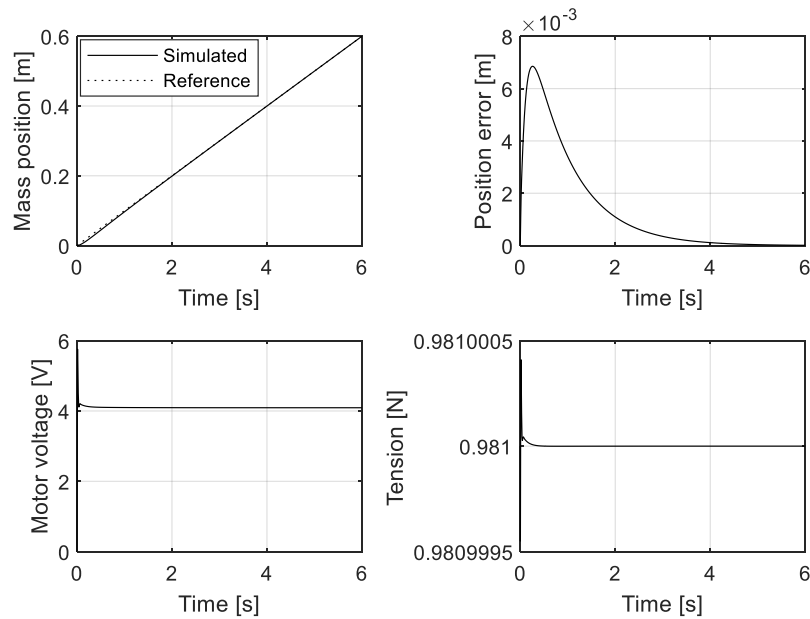 Mass position [m]
0.6
0.4
0.2
0
Simulated
Reference
0 2 4 6
Time [s]
×10-3
Position error [m]
8
6
4
2
0
0 2 4 6
Time [s]
Motor voltage [V]
6
4
2
0
0 2 4 6
Time [s]
Tension [N]
0.9810005
0.981
0.9809995
0 2 4 6
Time [s]